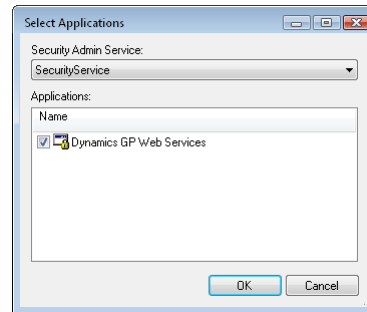 Select Applications
Security Admin Service:
SecurityService
Applications:
Name
Dynamics GP Web Services
OK
Cancel